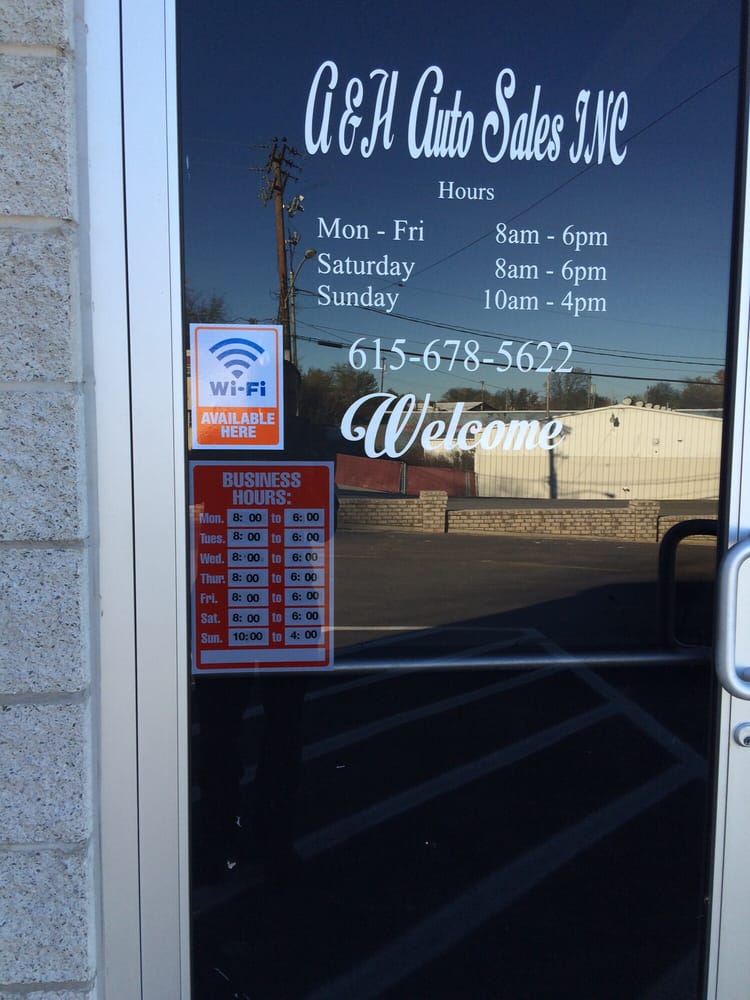 A & H Auto Sales INC
Hours
Mon - Fri 8am - 6pm
Saturday 8am - 6pm
Sunday 10am - 4pm
615-678-5622
Welcome
Wi-Fi
AVAILABLE
HERE
BUSINESS
HOURS:
Mon. 8:00 to 6:00
Tues. 8:00 to 6:00
Wed. 8:00 to 6:00
Thur. 8:00 to 6:00
Fri. 8:00 to 6:00
Sat. 8:00 to 6:00
Sun. 10:00 to 4:00